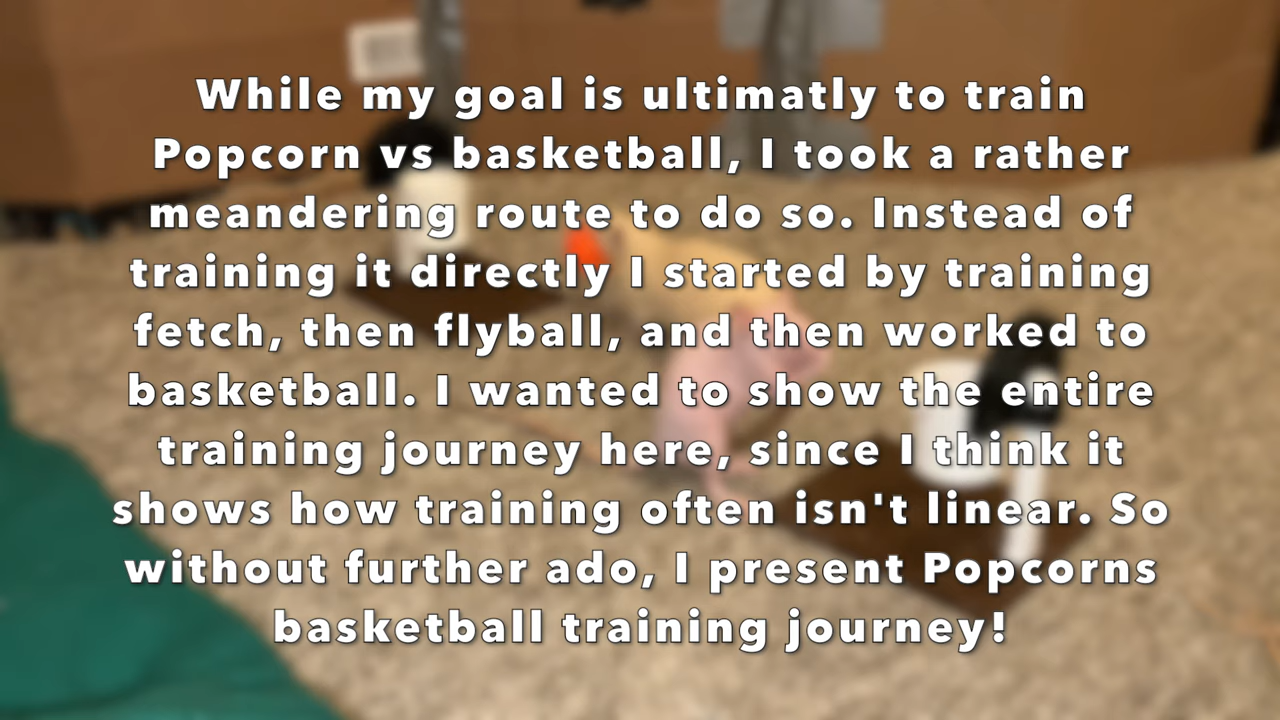 While my goal is ultimatly to train
Popcorn vs basketball, I took a rather
meandering route to do so. Instead of
training it directly I started by training
fetch, then flyball, and then worked to
basketball. I wanted to show the entire
training journey here, since I think it
shows how training often isn't linear. So
without further ado, I present Popcorns
basketball training journey!